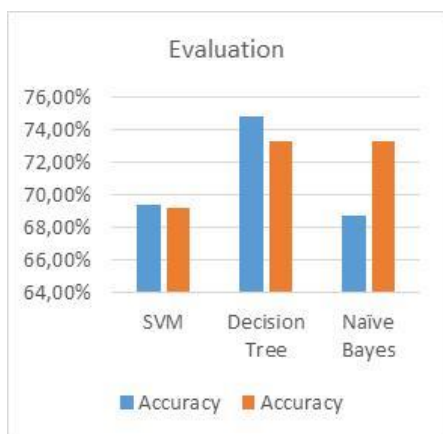 Evaluation
76,00%
74,00%
72,00%
70,00%
68,00%
66,00%
64,00%
SVM
Decision
Tree
Naïve
Bayes
Accuracy
Accuracy